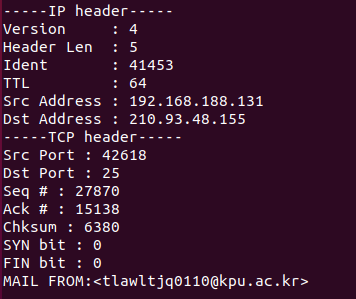 -----IP header-----
Version     : 4
Header Len  : 5
Ident       : 41453
TTL         : 64
Src Address : 192.168.188.131
Dst Address : 210.93.48.155
-----TCP header-----
Src Port : 42618
Dst Port : 25
Seq # : 27870
Ack # : 15138
Chksum : 6380
SYN bit : 0
FIN bit : 0
MAIL FROM:<tlawltjq0110@kpu.ac.kr>